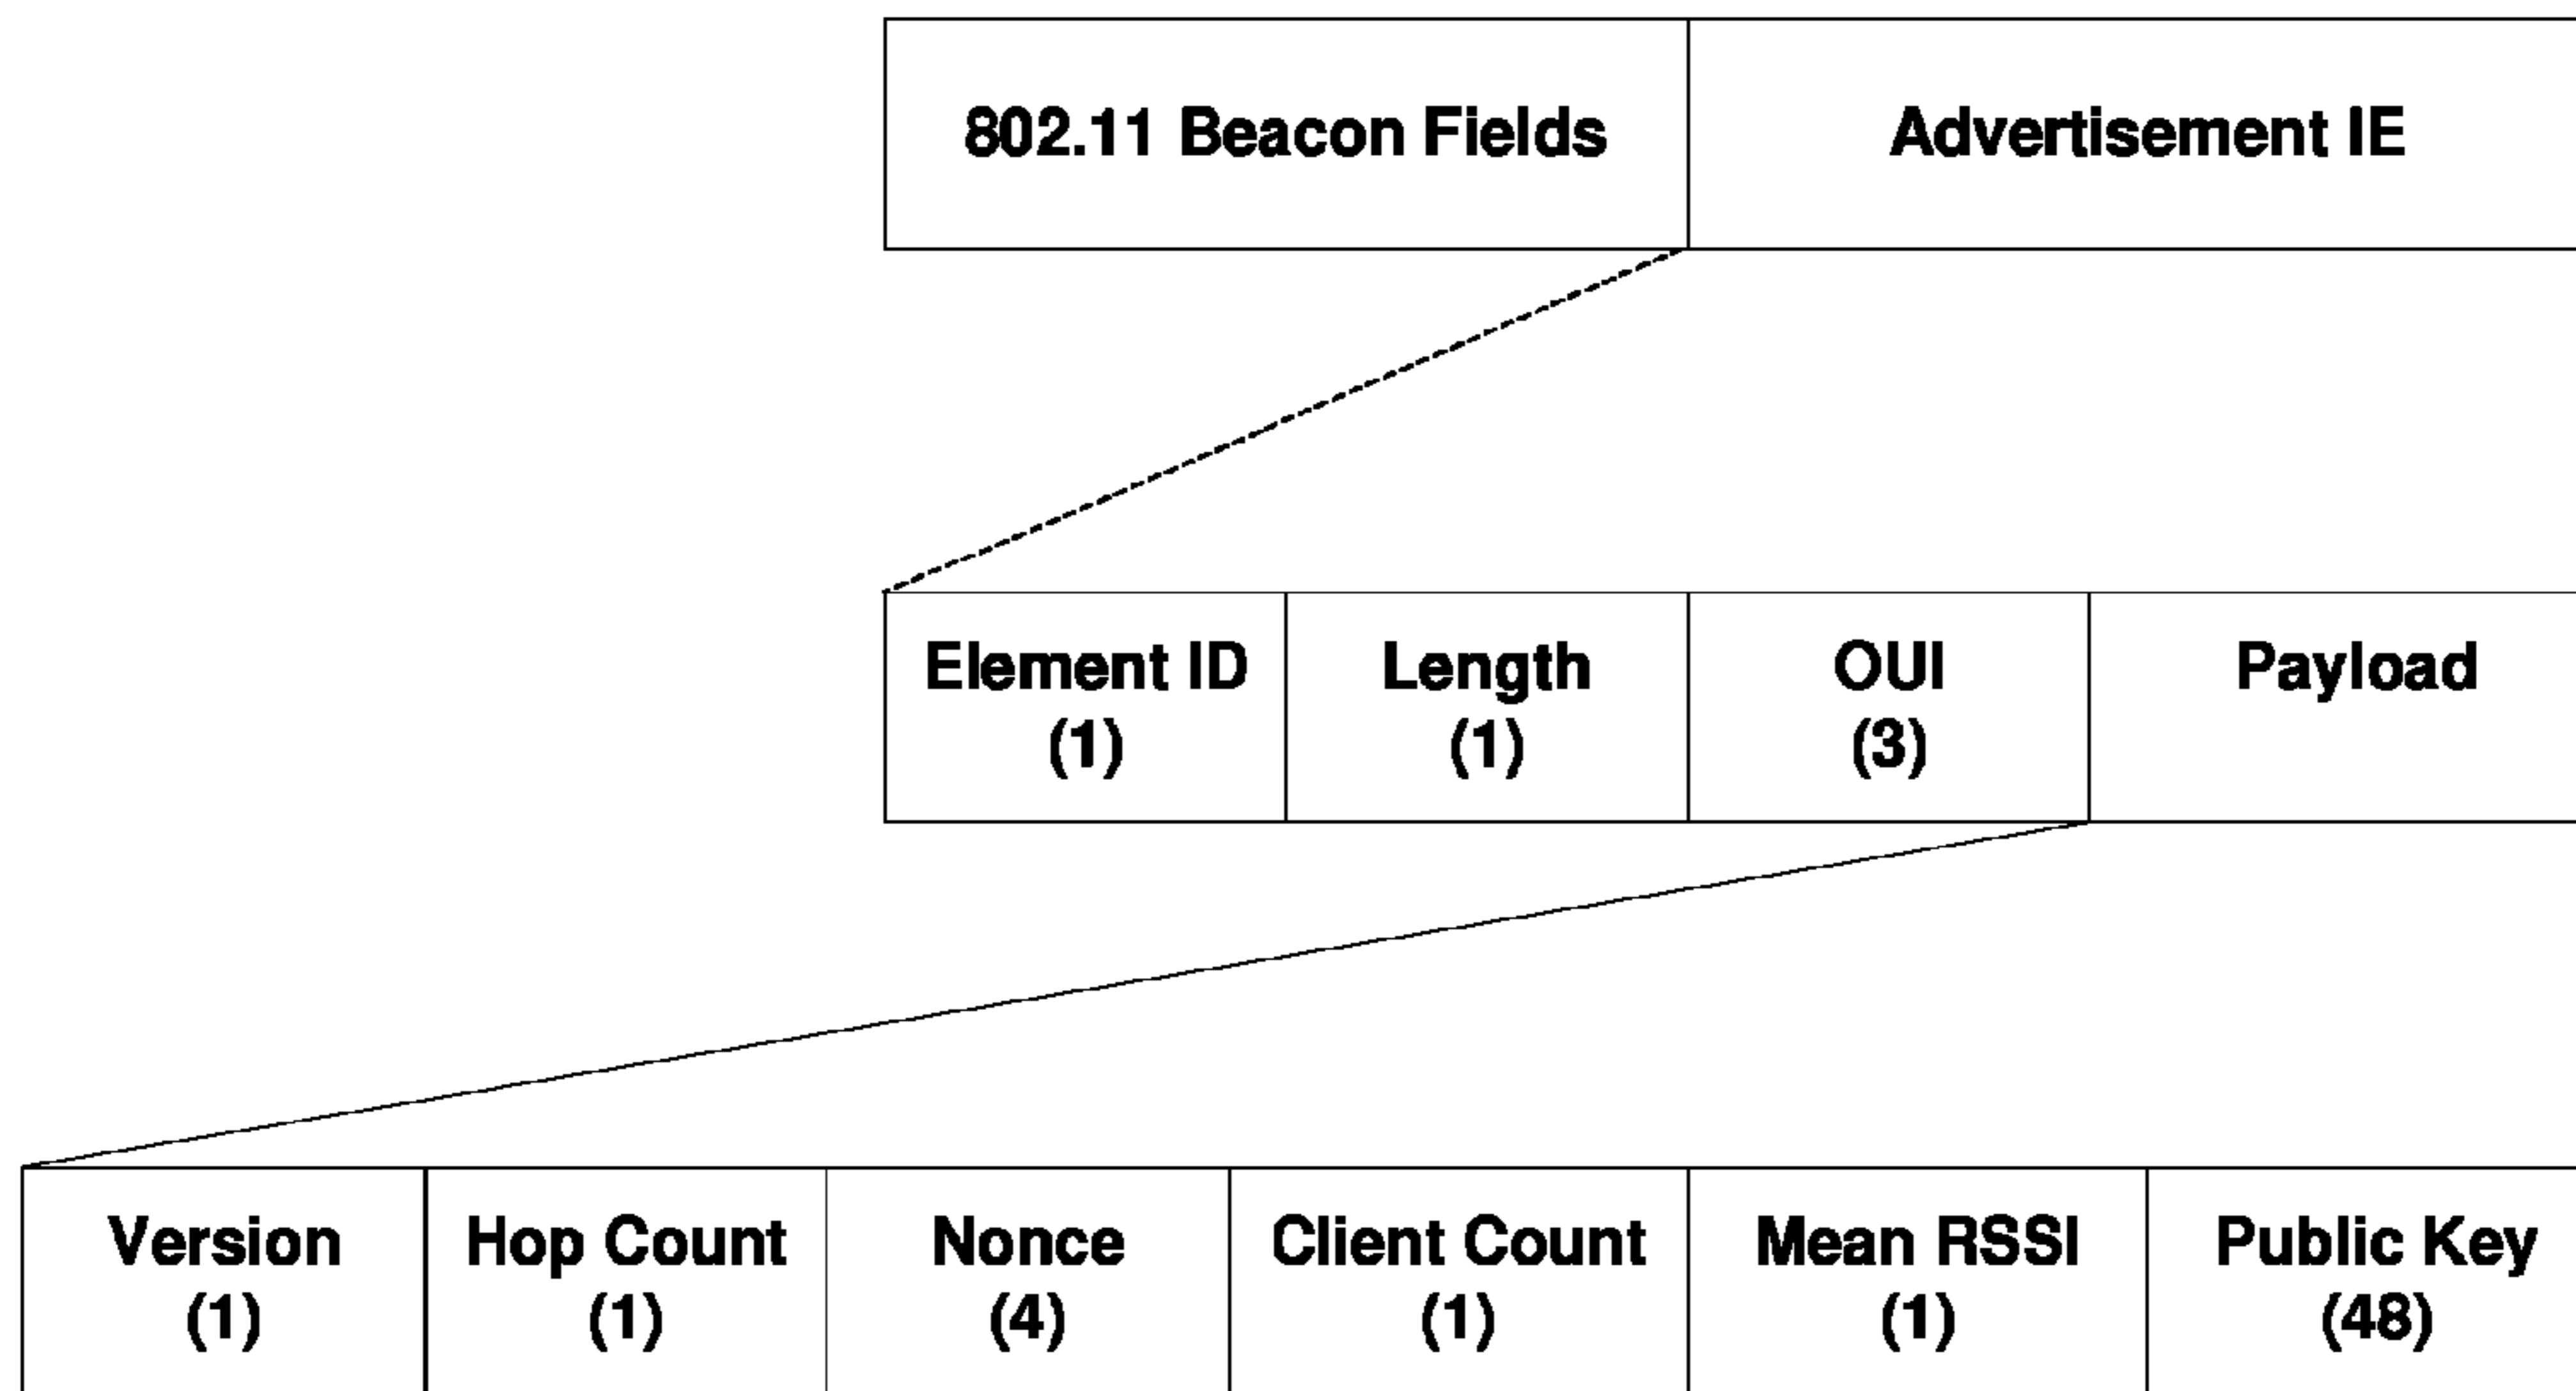 802.11 Beacon Fields
Advertisement IE
Element ID
(1)
Length
(1)
OUI
(3)
Payload
Version
(1)
Hop Count
(1)
Nonce
(4)
Client Count
(1)
Mean RSSI
(1)
Public Key
(48)